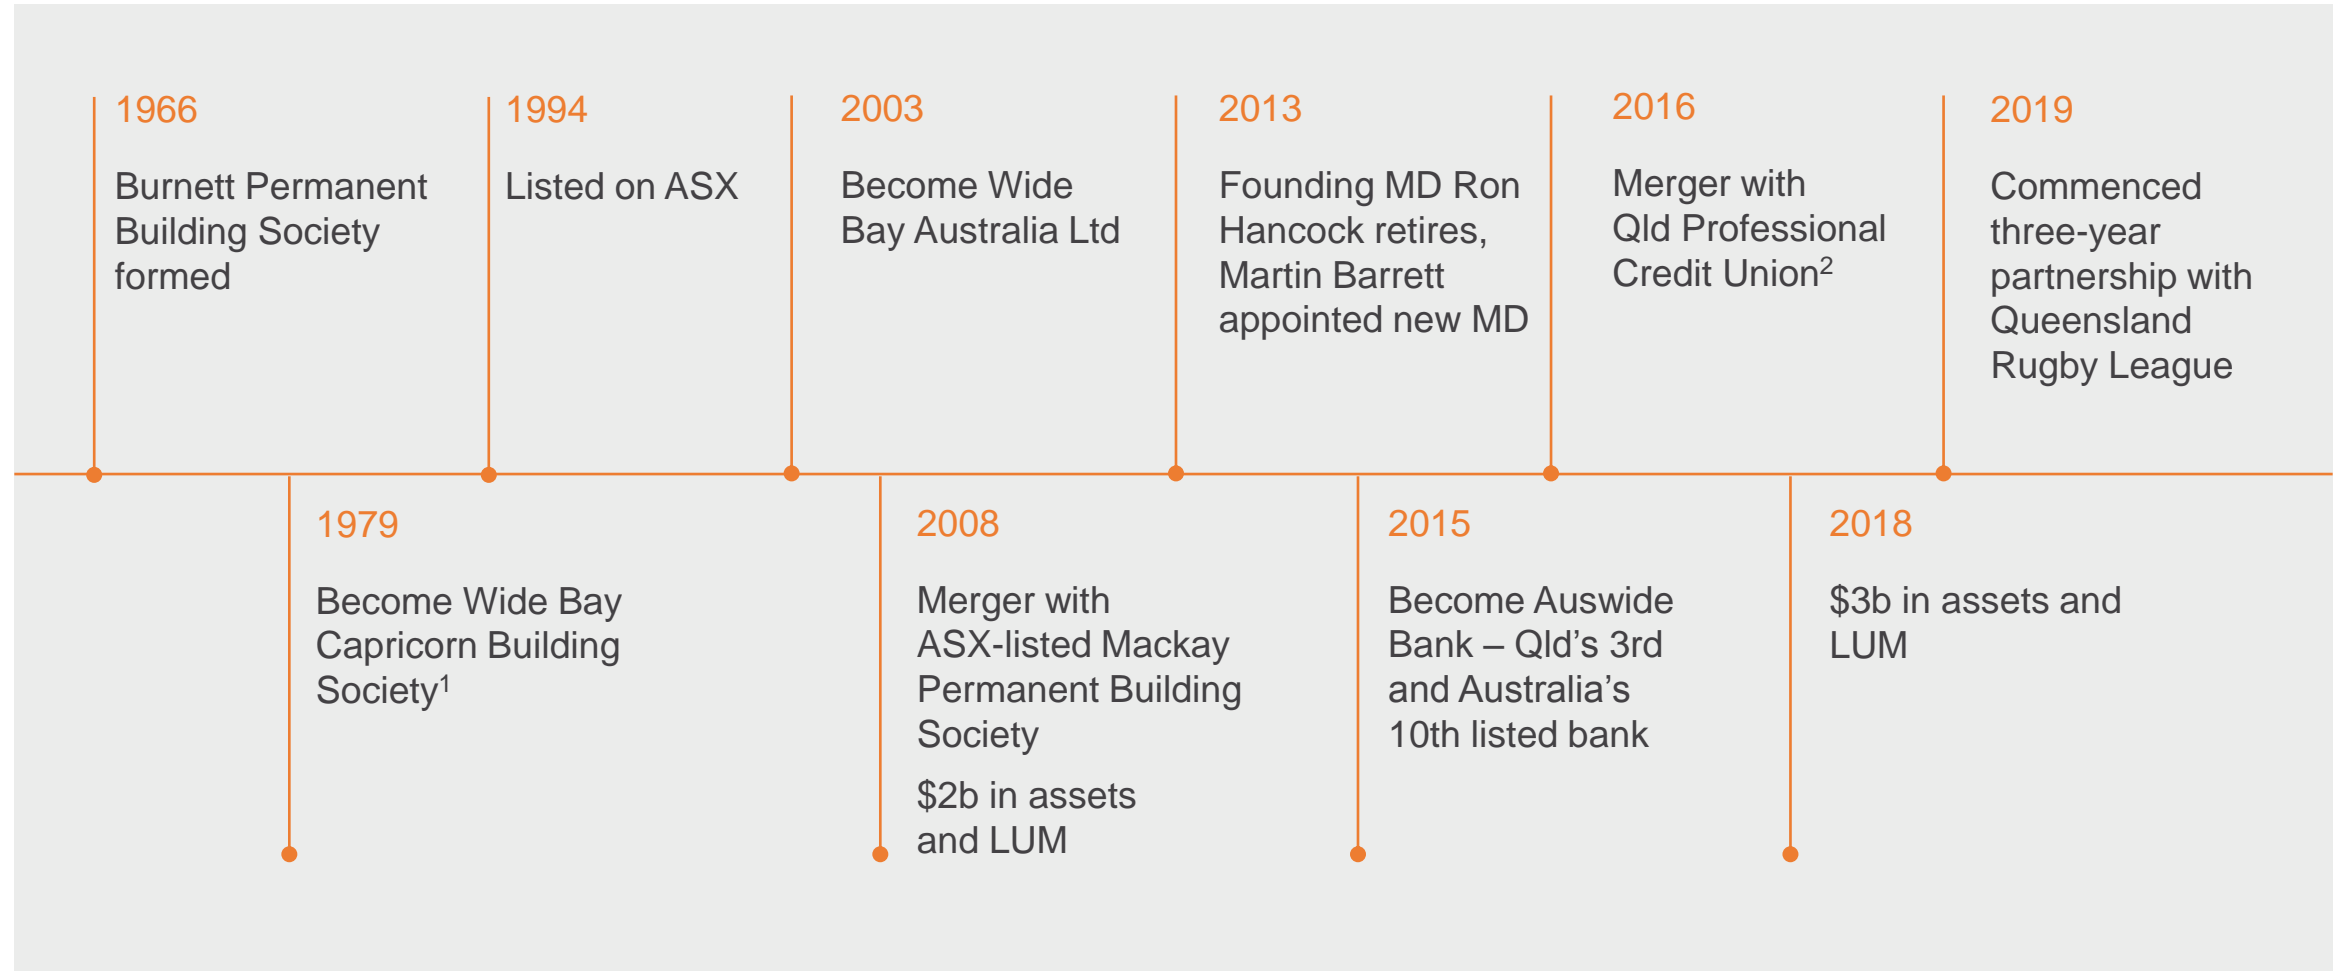 1966
Burnett Permanent
Building Society
formed
1994
Listed on ASX
2003
Become Wide
Bay Australia Ltd
2013
Founding MD Ron
Hancock retires,
Martin Barrett
appointed new MD
2016
Merger with
Qld Professional
Credit Union²
2019
Commenced
three-year
partnership with
Queensland
Rugby League
1979
Become Wide Bay
Capricorn Building
Society¹
2008
Merger with
ASX-listed Mackay
Permanent Building
Society
$2b in assets
and LUM
2015
Become Auswide
Bank – Qld’s 3rd
and Australia’s
10th listed bank
2018
$3b in assets and
LUM